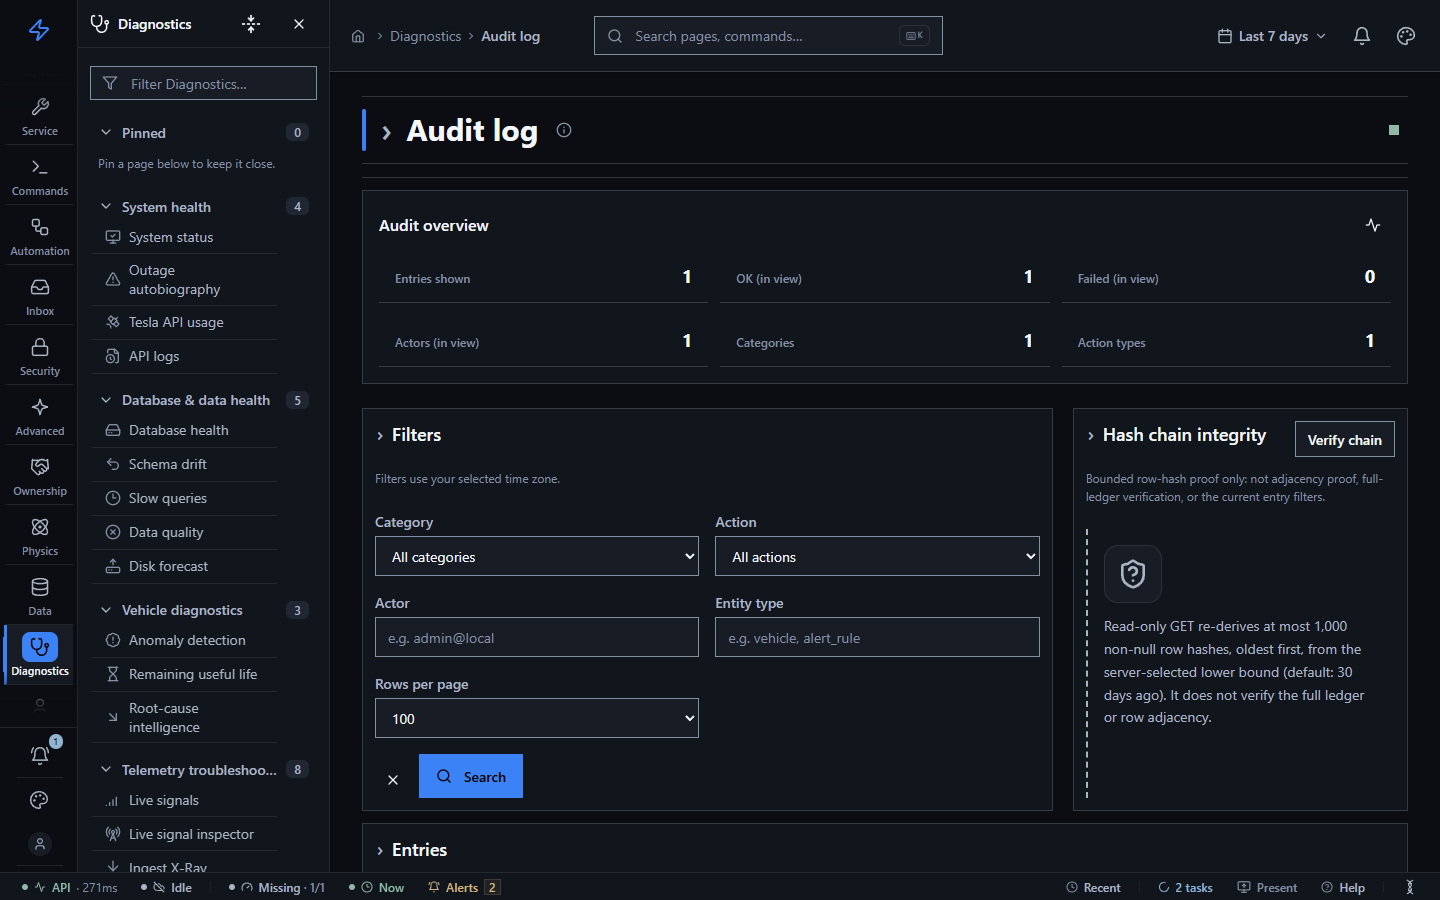 Service
Commands
Automation
Inbox
Security
Advanced
Ownership
Physics
Data
Diagnostics
1
Diagnostics
Filter Diagnostics...
Pinned 0
Pin a page below to keep it close.
System health 4
System status
Outage
autobiography
Tesla API usage
API logs
Database & data health 5
Database health
Schema drift
Slow queries
Data quality
Disk forecast
Vehicle diagnostics 3
Anomaly detection
Remaining useful life
Root-cause
intelligence
Telemetry troubleshoo... 8
Live signals
Live signal inspector
Ingest X-Ray
Diagnostics Audit log
Search pages, commands... K
Last 7 days
Audit log
Audit overview
Entries shown 1
OK (in view) 1
Failed (in view) 0
Actors (in view) 1
Categories 1
Action types 1
Filters
Filters use your selected time zone.
Category
All categories
Action
All actions
Actor
e.g. admin@local
Entity type
e.g. vehicle, alert_rule
Rows per page
100
Search
Hash chain integrity
Verify chain
Bounded row-hash proof only: not adjacency proof, full-
ledger verification, or the current entry filters.
Read-only GET re-derives at most 1,000
non-null row hashes, oldest first, from the
server-selected lower bound (default: 30
days ago). It does not verify the full ledger
or row adjacency.
Entries
API · 271ms
Idle
Missing · 1/1
Now
Alerts 2
Recent
2 tasks
Present
Help